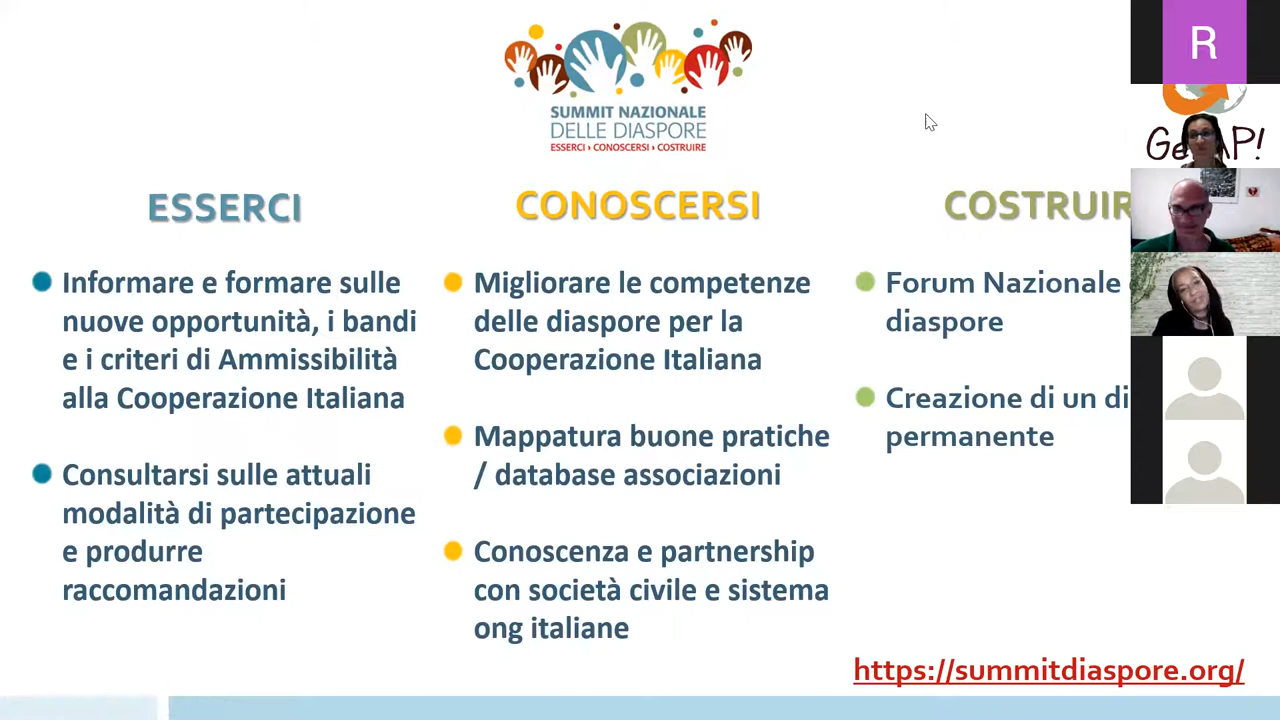 SUMMIT NAZIONALE
DELLE DIASPORE
ESSERCI › CONOSCERSI › COSTRUIRE
R
ESSERCI
Informare e formare sulle
nuove opportunità, i bandi
e i criteri di Ammissibilità
alla Cooperazione Italiana
Consultarsi sulle attuali
modalità di partecipazione
e produrre
raccomandazioni
CONOSCERSI
Migliorare le competenze
delle diaspore per la
Cooperazione Italiana
Mappatura buone pratiche
/ database associazioni
Conoscenza e partnership
con società civile e sistema
ong italiane
COSTRUIR
Forum Nazionale
diaspore
Creazione di un di
permanente
https://summitdiaspore.org/